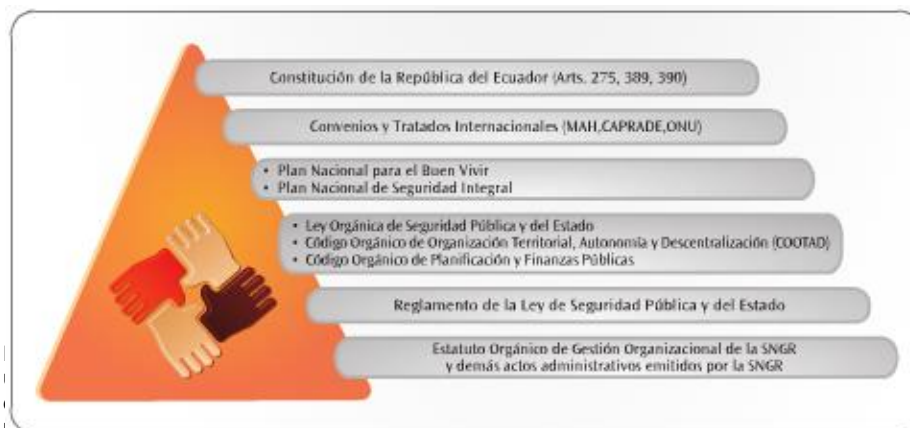 Constitución de la República del Ecuador (Arts. 275, 389, 390)
Convenios y Tratados Internacionales (MAH,CAPRADE,ONU)
• Plan Nacional para el Buen Vivir
• Plan Nacional de Seguridad Integral
• Ley Orgánica de Seguridad Pública y del Estado
• Código Orgánico de Organización Territorial, Autonomía y Descentralización (COOTAD)
• Código Orgánico de Planificación y Finanzas Públicas
Reglamento de la Ley de Seguridad Pública y del Estado
Estatuto Orgánico de Gestión Organizacional de la SNGR
y demás actos administrativos emitidos por la SNGR